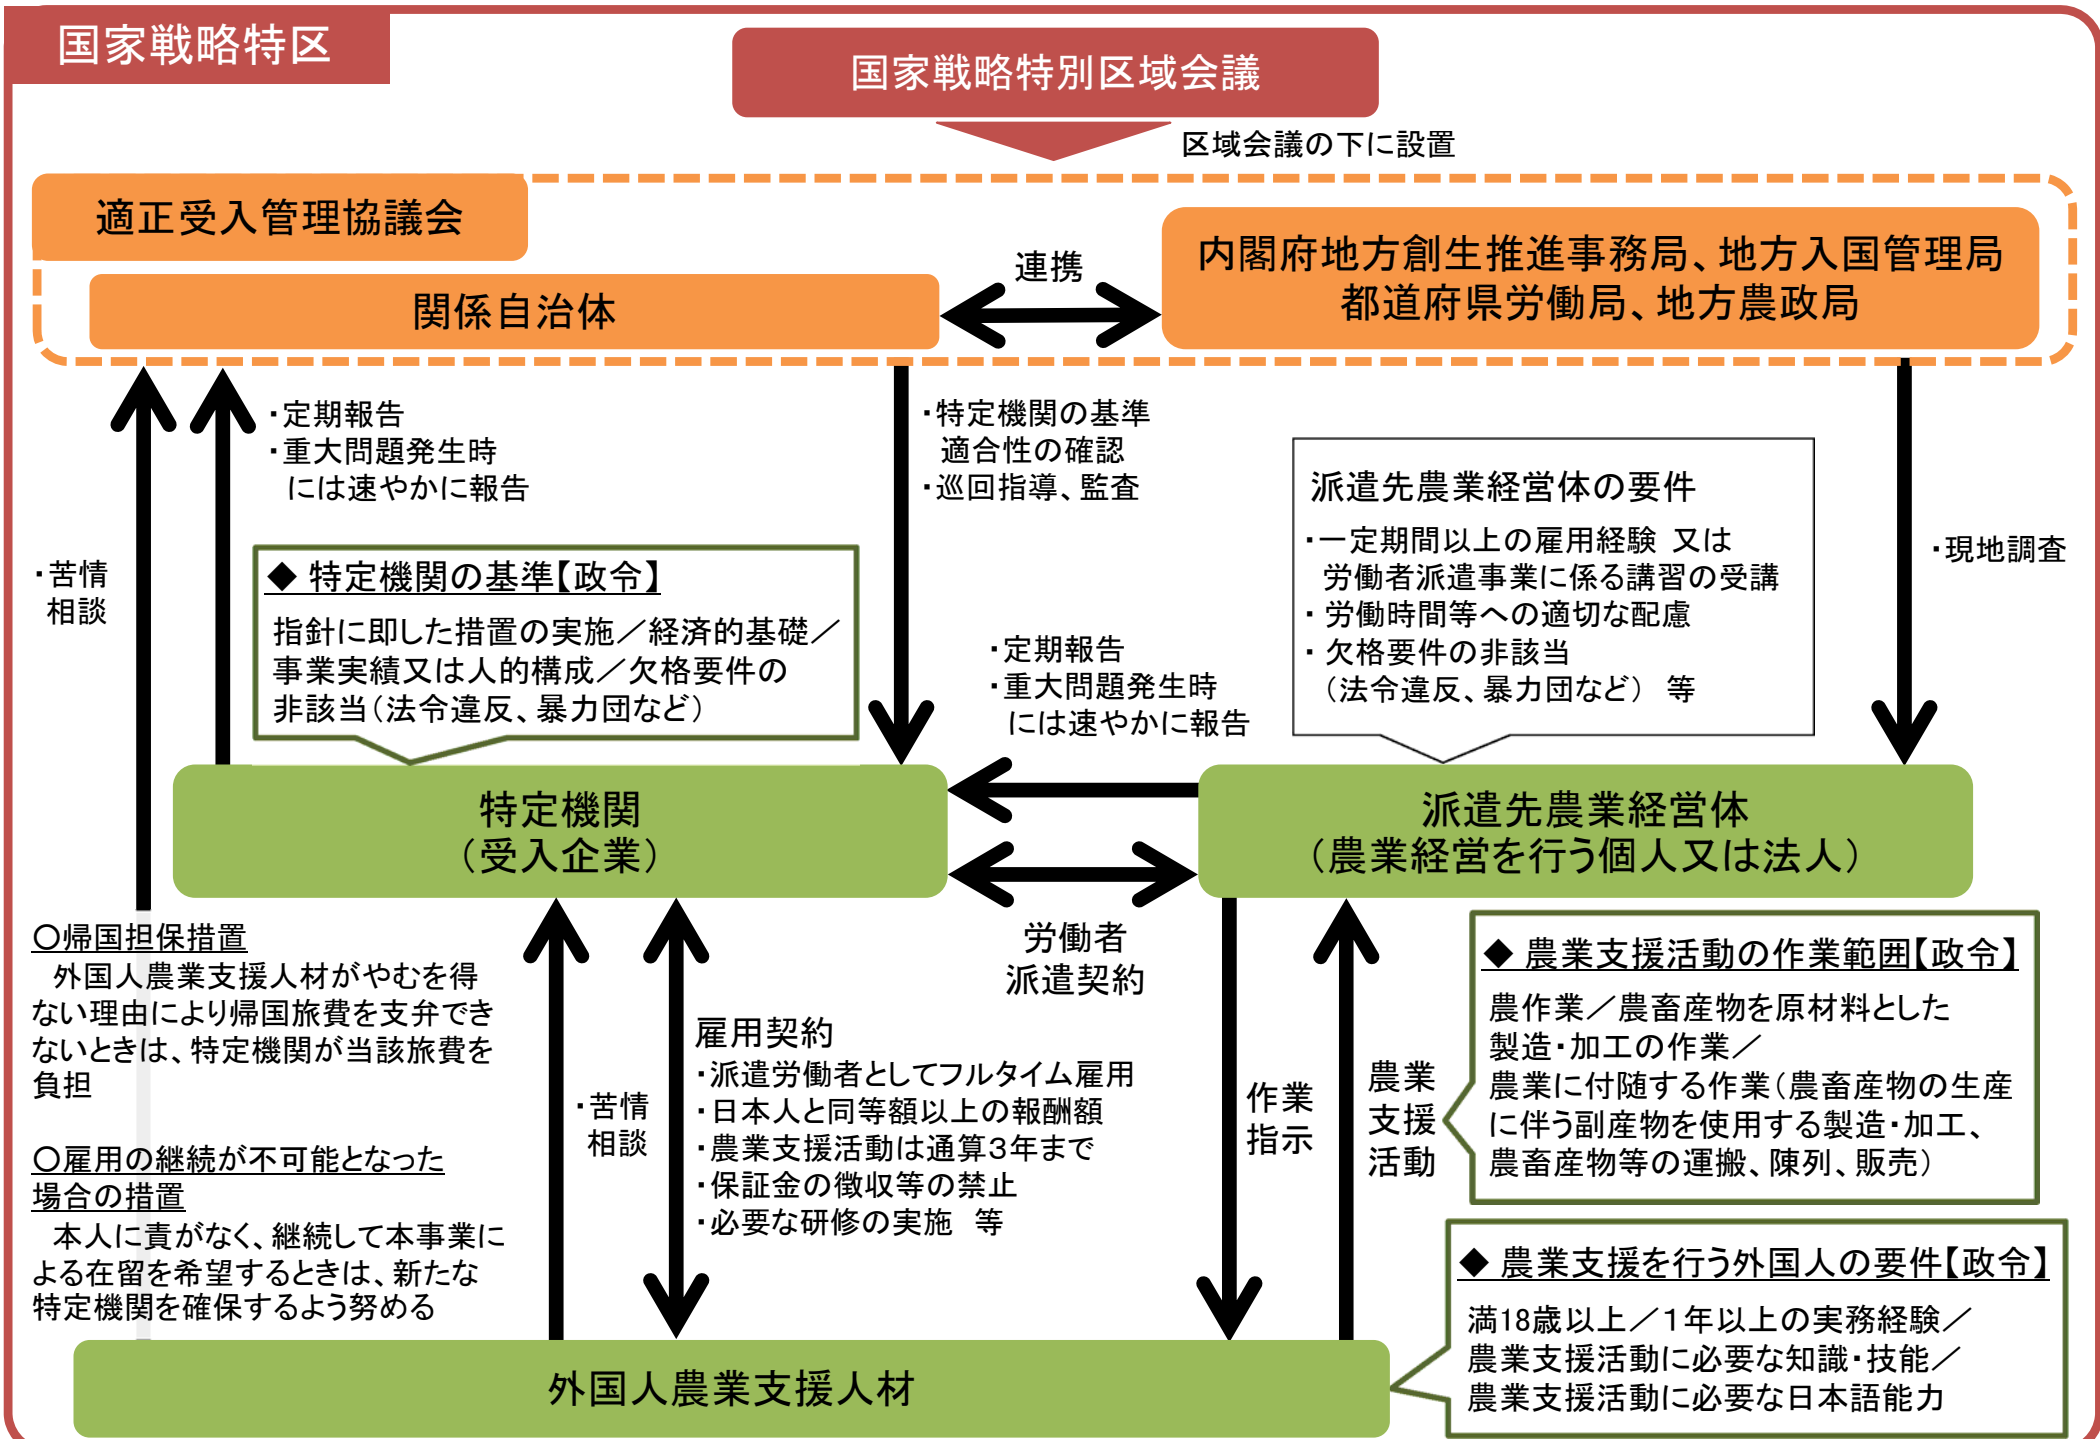 国家戦略特区
国家戦略特別区域会議
区域会議の下に設置
適正受入管理協議会
関係自治体
連携
内閣府地方創生推進事務局、地方入国管理局
都道府県労働局、地方農政局
・定期報告
・重大問題発生時
には速やかに報告
・特定機関の基準
適合性の確認
・巡回指導、監査
・苦情
相談
◆ 特定機関の基準【政令】
指針に即した措置の実施／経済的基礎／
事業実績又は人的構成／欠格要件の
非該当（法令違反、暴力団など）
派遣先農業経営体の要件
・一定期間以上の雇用経験 又は
労働者派遣事業に係る講習の受講
・ 労働時間等への適切な配慮
・ 欠格要件の非該当
（法令違反、暴力団など） 等
・現地調査
・定期報告
・重大問題発生時
には速やかに報告
特定機関
（受入企業）
派遣先農業経営体
（農業経営を行う個人又は法人）
労働者
派遣契約
〇帰国担保措置
外国人農業支援人材がやむを得
ない理由により帰国旅費を支弁でき
ないときは、特定機関が当該旅費を
負担
〇雇用の継続が不可能となった
場合の措置
本人に責がなく、継続して本事業に
よる在留を希望するときは、新たな
特定機関を確保するよう努める
・苦情
相談
雇用契約
・派遣労働者としてフルタイム雇用
・日本人と同等額以上の報酬額
・農業支援活動は通算３年まで
・保証金の徴収等の禁止
・必要な研修の実施 等
作業
指示
農業
支援
活動
◆ 農業支援活動の作業範囲【政令】
農作業／農畜産物を原材料とした
製造・加工の作業／
農業に付随する作業（農畜産物の生産
に伴う副産物を使用する製造・加工、
農畜産物等の運搬、陳列、販売）
◆ 農業支援を行う外国人の要件【政令】
満18歳以上／１年以上の実務経験／
農業支援活動に必要な知識・技能／
農業支援活動に必要な日本語能力
外国人農業支援人材